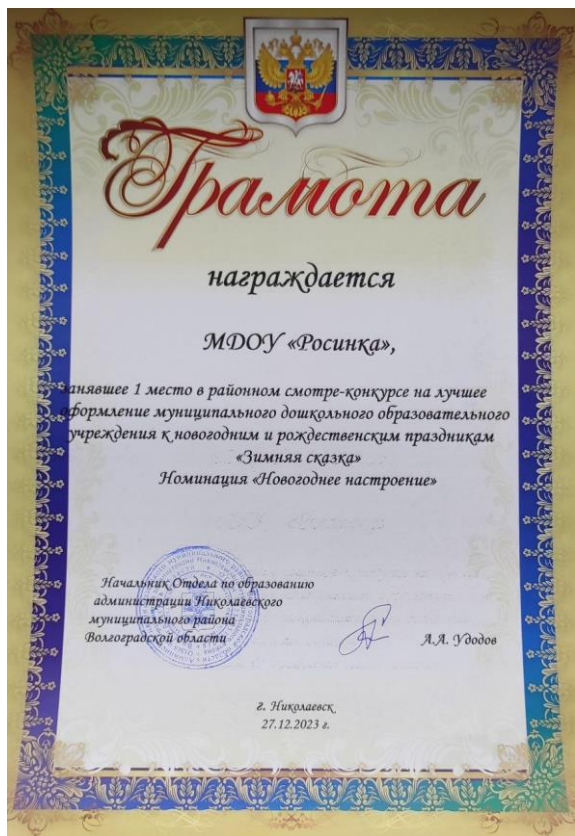 Грамота
награждается
МДОУ «Росинка»,
занявшее 1 место в районном смотре-конкурсе на лучшее
оформление муниципального дошкольного образовательного
учреждения к новогодним и рождественским праздникам
«Зимняя сказка»
Номинация «Новогоднее настроение»
Начальник Отдела по образованию
администрации Николаевского
муниципального района
Волгоградской области
А.А. Удодов
г. Николаевск
27.12.2023 г.